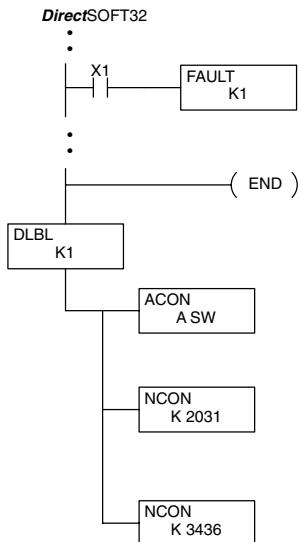 DirectSOFT32
X1
FAULT
K1
END
DLBL
K1
ACON
A SW
NCON
K 2031
NCON
K 3436